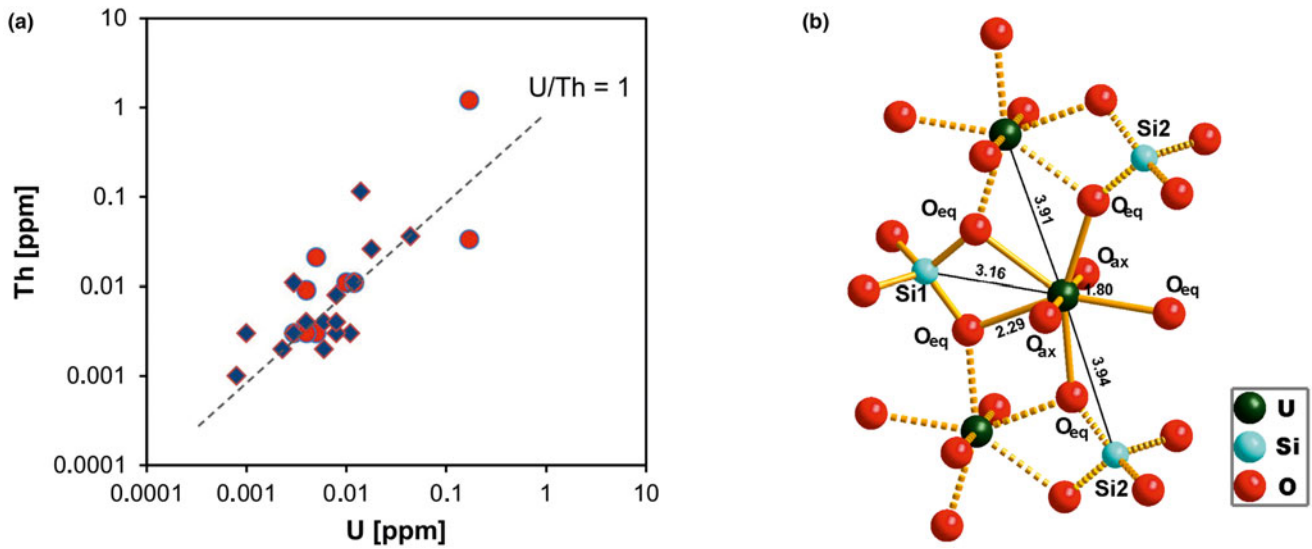 (a)
10
1
0.1
0.01
0.001
0.0001
Th [ppm]
U/Th = 1
0.0001
0.001
0.01
0.1
1
10
U [ppm]
(b)
Si2
Oeq
Oeq
3.91
Oax
Oeq
3.16
1.80
Si1
2.29
Oeq
Oax
3.94
Oeq
Si2
U
Si
O